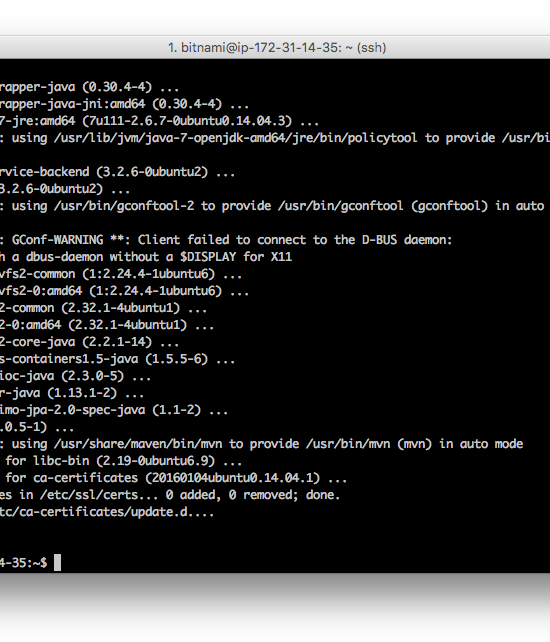 1. bitnami@ip-172-31-14-35: ~ (ssh)
rapper-java (0.30.4-4) ...
rapper-java-jni:amd64 (0.30.4-4) ...
7-jre:amd64 (7u111-2.6.7-0ubuntu0.14.04.3) ...
: using /usr/lib/jvm/java-7-openjdk-amd64/jre/bin/policytool to provide /usr/bi
rvice-backend (3.2.6-0ubuntu2) ...
3.2.6-0ubuntu2) ...
: using /usr/bin/gconftool-2 to provide /usr/bin/gconftool (gconftool) in auto
: GConf-WARNING **: Client failed to connect to the D-BUS daemon:
h a dbus-daemon without a $DISPLAY for X11
vfs2-common (1:2.24.4-1ubuntu6) ...
vfs2-0:amd64 (1:2.24.4-1ubuntu6) ...
2-common (2.32.1-4ubuntu1) ...
2-0:amd64 (2.32.1-4ubuntu1) ...
2-core-java (2.2.1-14) ...
s-containers1.5-java (1.5.5-6) ...
ioc-java (2.3.0-5) ...
r-java (1.13.1-2) ...
imo-jpa-2.0-spec-java (1.1-2) ...
.0.5-1) ...
: using /usr/share/maven/bin/mvn to provide /usr/bin/mvn (mvn) in auto mode
for libc-bin (2.19-0ubuntu6.9) ...
for ca-certificates (20160104ubuntu0.14.04.1) ...
es in /etc/ssl/certs... 0 added, 0 removed; done.
tc/ca-certificates/update.d....
4-35:~$